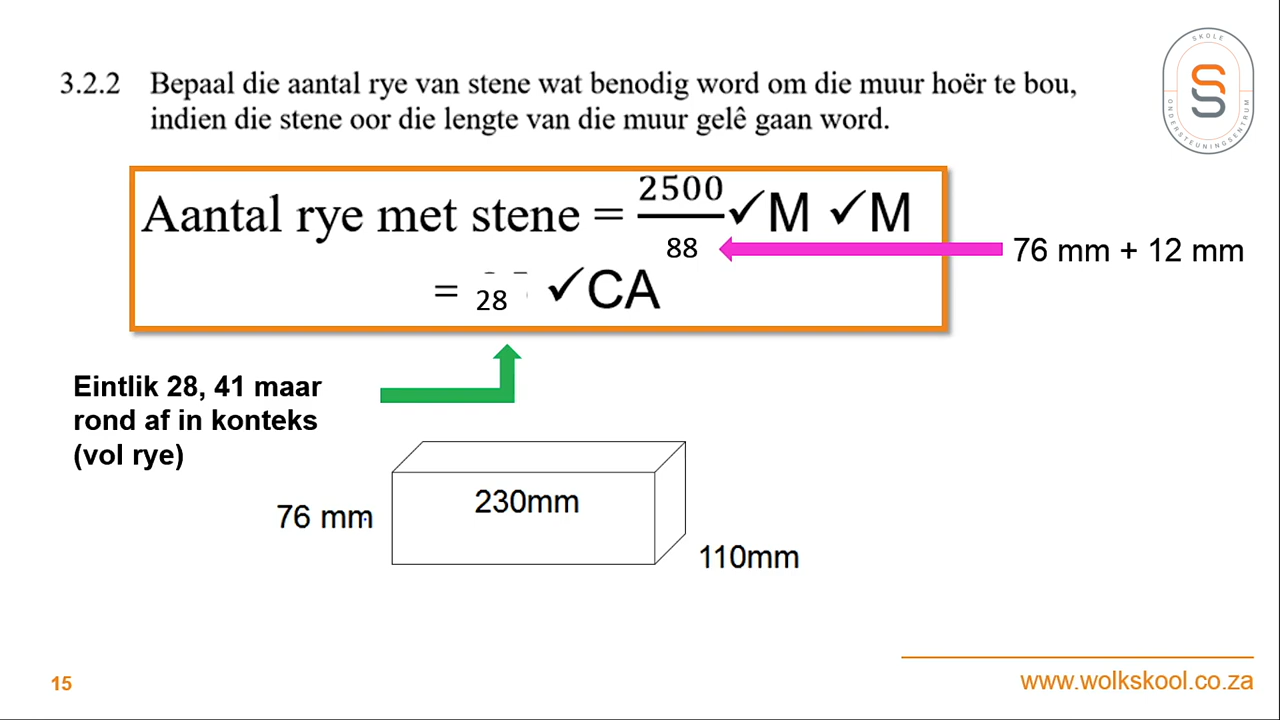 SKOLE
ONDERSTEUNINGSENTRUM
3.2.2 Bepaal die aantal rye van stene wat benodig word om die muur hoër te bou,
indien die stene oor die lengte van die muur gelê gaan word.
Aantal rye met stene = 2500/88 ✓M ✓M
76 mm + 12 mm
= 28 ✓CA
Eintlik 28, 41 maar
rond af in konteks
(vol rye)
230mm
76 mm
110mm
15
www.wolkskool.co.za